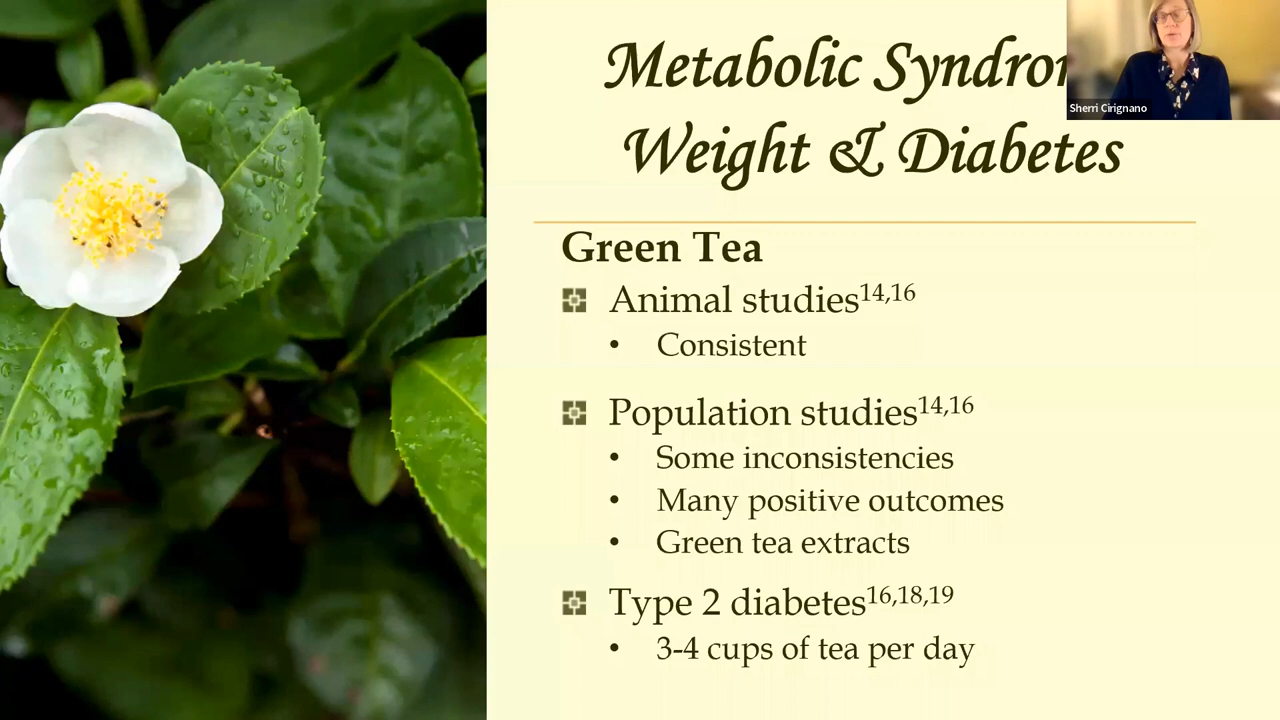 Metabolic Syndro
Sherri Cirignano
Weight & Diabetes
Green Tea
Animal studies14,16
• Consistent
Population studies14,16
• Some inconsistencies
• Many positive outcomes
• Green tea extracts
Type 2 diabetes16,18,19
• 3-4 cups of tea per day